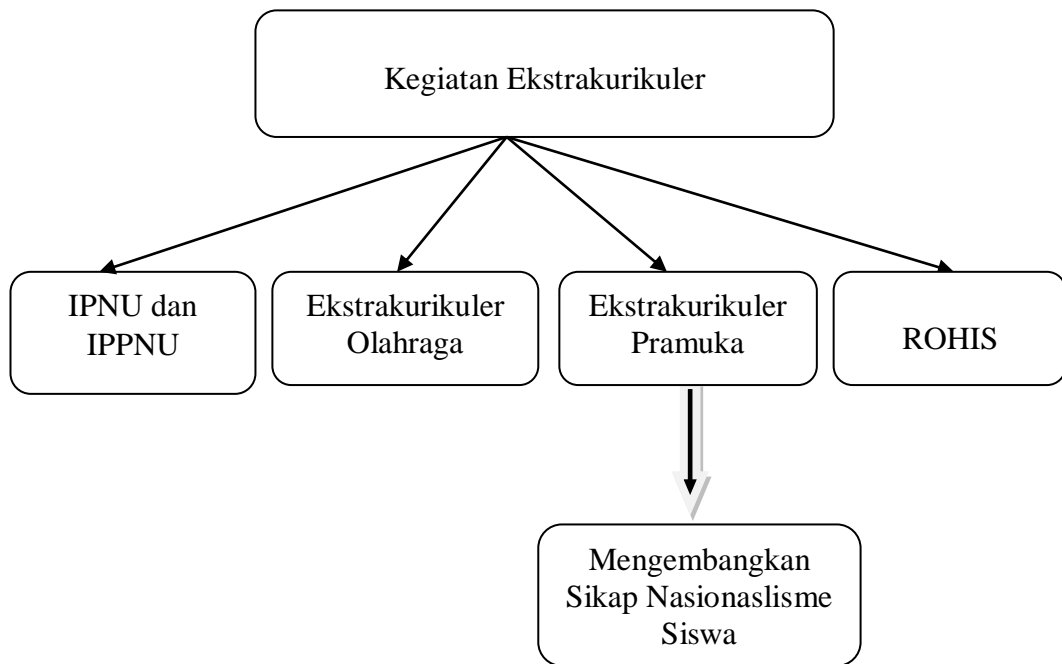 Kegiatan Ekstrakurikuler
IPNU dan
IPPNU
Ekstrakurikuler
Olahraga
Ekstrakurikuler
Pramuka
ROHIS
Mengembangkan
Sikap Nasionaslisme
Siswa